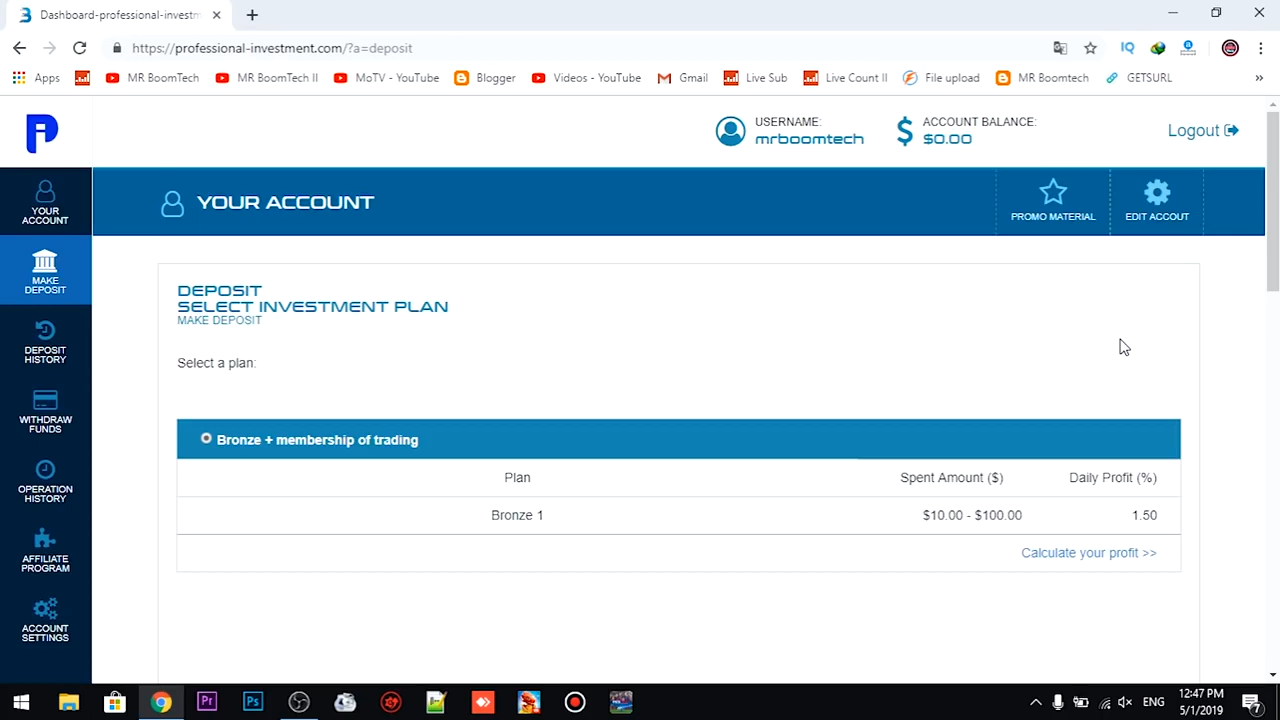 Dashboard-professional-investm
https://professional-investment.com/?a=deposit
IQ
Apps
MR BoomTech
MR BoomTech II
MoTV - YouTube
Blogger
Videos - YouTube
Gmail
Live Sub
Live Count II
File upload
MR Boomtech
GETSURL
»
USERNAME:
mrboomtech
ACCOUNT BALANCE:
$0.00
Logout
YOUR ACCOUNT
PROMO MATERIAL
EDIT ACCOUT
YOUR
ACCOUNT
MAKE
DEPOSIT
DEPOSIT
HISTORY
WITHDRAW
FUNDS
OPERATION
HISTORY
AFFILIATE
PROGRAM
ACCOUNT
SETTINGS
DEPOSIT
SELECT INVESTMENT PLAN
MAKE DEPOSIT
Select a plan:
Bronze + membership of trading
Plan Spent Amount ($) Daily Profit (%)
Bronze 1 $10.00 - $100.00 1.50
Calculate your profit >>
Pr
Ps
ENG
12:47 PM
5/1/2019
7